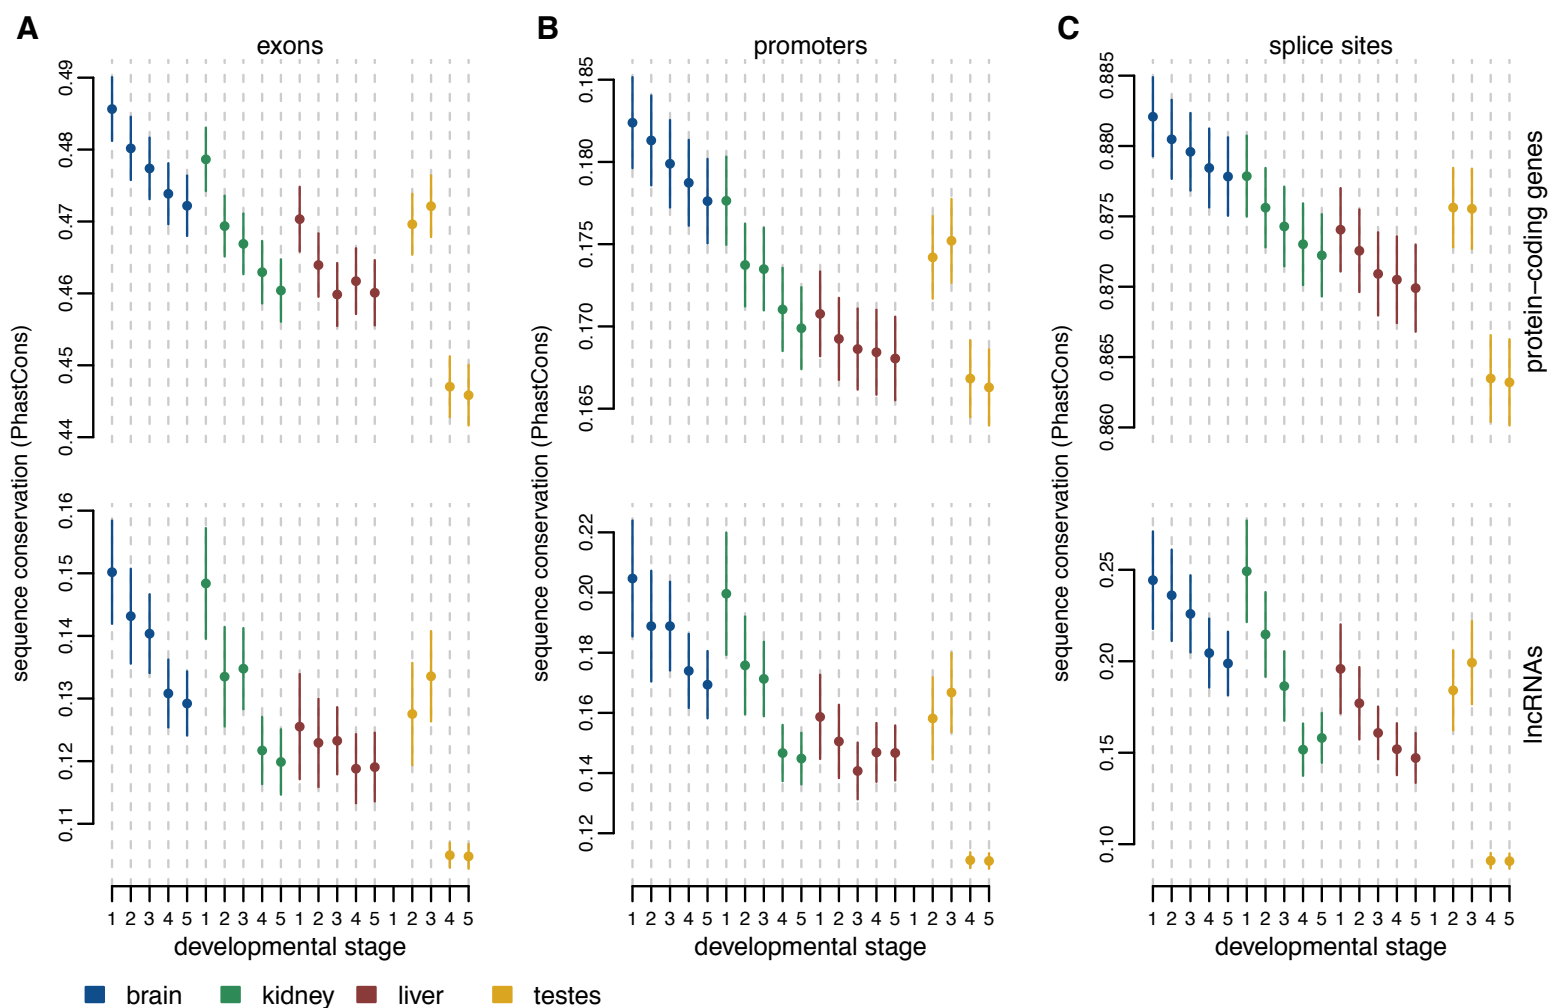 A
exons
B
promoters
C
splice sites
sequence conservation (PhastCons)
0.49
0.48
0.47
0.46
0.45
0.44
0.16
0.15
0.14
0.13
0.12
0.11
sequence conservation (PhastCons)
0.185
0.180
0.175
0.170
0.165
0.22
0.20
0.18
0.16
0.14
0.12
sequence conservation (PhastCons)
0.885
0.880
0.875
0.870
0.865
0.860
0.25
0.20
0.15
0.10
protein−coding genes
lncRNAs
1 2 3 4 5 1 2 3 4 5 1 2 3 4 5 1 2 3 4 5
developmental stage
1 2 3 4 5 1 2 3 4 5 1 2 3 4 5 1 2 3 4 5
developmental stage
1 2 3 4 5 1 2 3 4 5 1 2 3 4 5 1 2 3 4 5
developmental stage
brain kidney liver testes